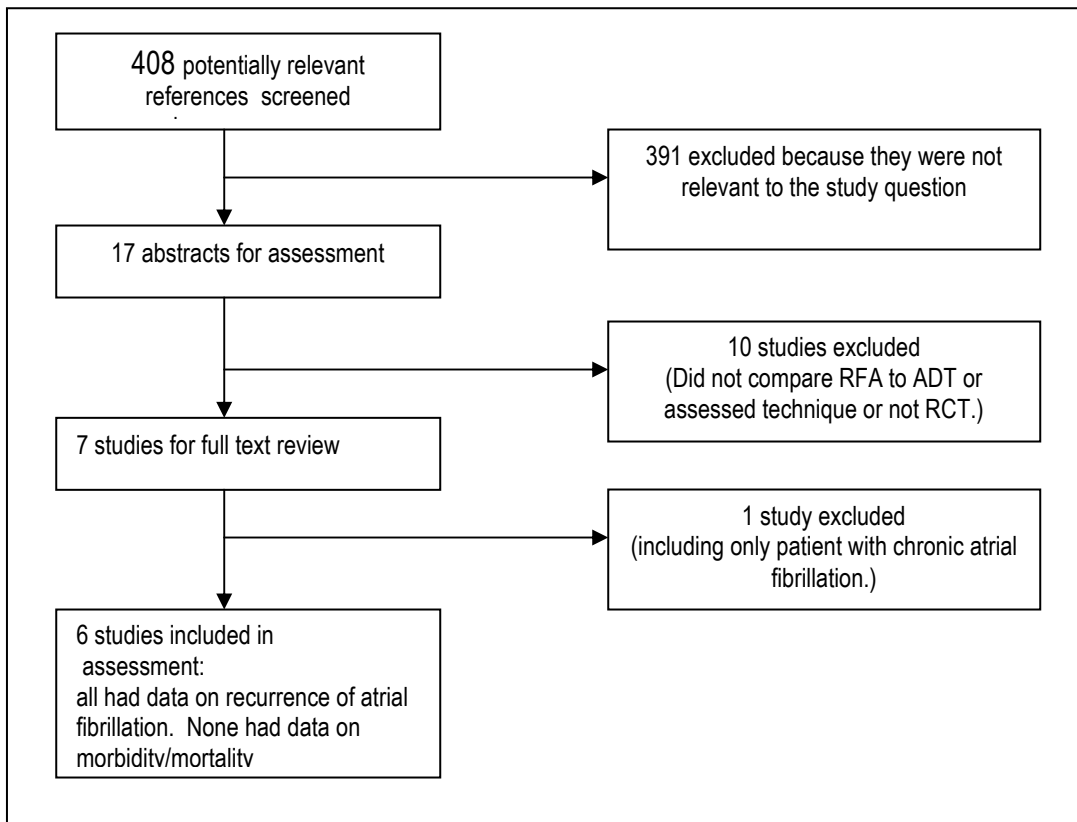 408 potentially relevant
references screened
.
391 excluded because they were not
relevant to the study question
17 abstracts for assessment
10 studies excluded
(Did not compare RFA to ADT or
assessed technique or not RCT.)
7 studies for full text review
1 study excluded
(including only patient with chronic atrial
fibrillation.)
6 studies included in
assessment:
all had data on recurrence of atrial
fibrillation. None had data on
morbidity/mortality